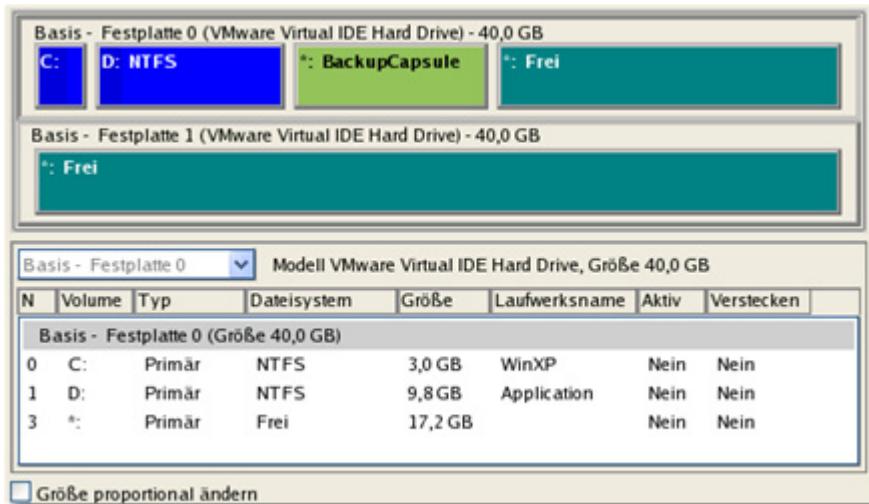 Basis - Festplatte 0 (VMware Virtual IDE Hard Drive) - 40,0 GB
C: D: NTFS *: BackupCapsule *: Frei
Basis - Festplatte 1 (VMware Virtual IDE Hard Drive) - 40,0 GB
*: Frei
Basis - Festplatte 0 Modell VMware Virtual IDE Hard Drive, Größe 40,0 GB
N Volume Typ Dateisystem Größe Laufwerksname Aktiv Verstecken
Basis - Festplatte 0 (Größe 40,0 GB)
0 C: Primär NTFS 3,0 GB WinXP Nein Nein
1 D: Primär NTFS 9,8 GB Application Nein Nein
3 *: Primär Frei 17,2 GB Nein Nein
Größe proportional ändern